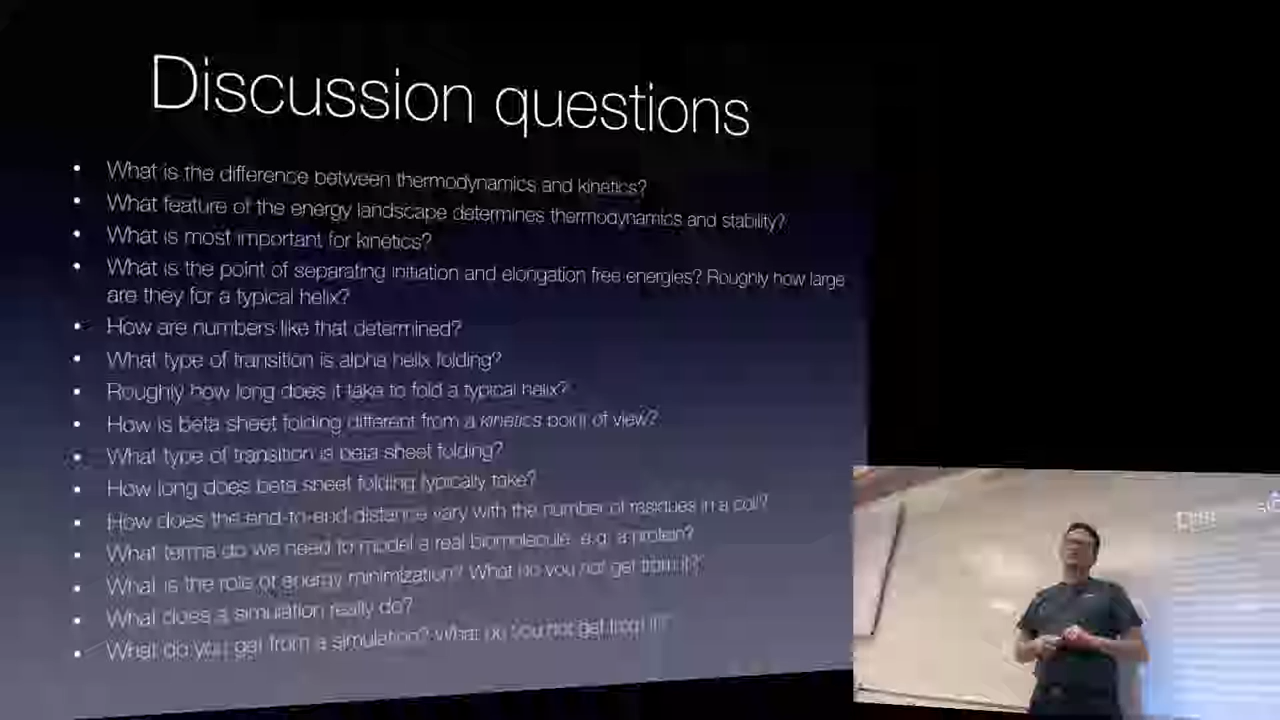 Discussion questions
• What is the difference between thermodynamics and kinetics?
• What feature of the energy landscape determines thermodynamics and stability?
• What is most important for kinetics?
• What is the point of separating initiation and elongation free energies? Roughly how large
are they for a typical helix?
• How are numbers like that determined?
• What type of transition is alpha helix folding?
• Roughly how long does it take to fold a typical helix?
• How is beta sheet folding different from a kinetics point of view?
• What type of transition is beta sheet folding?
• How long does beta sheet folding typically take?
• How does the end-to-end-distance vary with the number of residues in a coil?
• What terms do we need to model a real biomolecule, e.g. a protein?
• What is the role of energy minimization? What do you not get from it?
• What does a simulation really do?
• What do you get from a simulation? What do you not get from it?